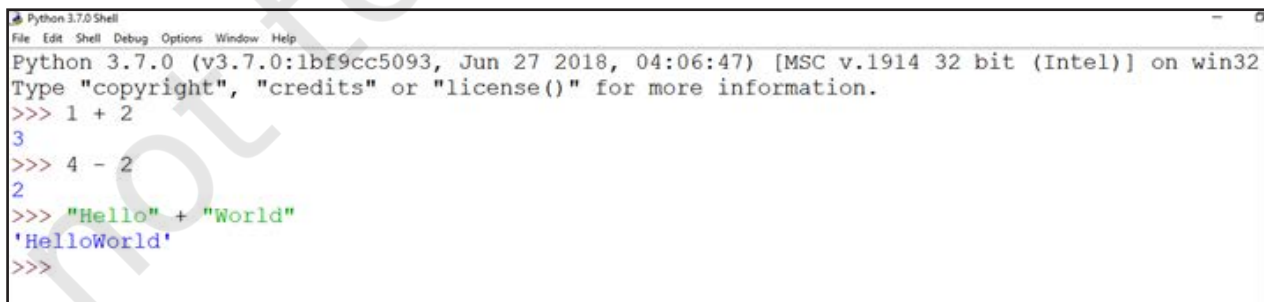 Python 3.7.0 Shell
File Edit Shell Debug Options Window Help
Python 3.7.0 (v3.7.0:1bf9cc5093, Jun 27 2018, 04:06:47) [MSC v.1914 32 bit (Intel)] on win32
Type "copyright", "credits" or "license()" for more information.
>>> 1 + 2
3
>>> 4 - 2
2
>>> "Hello" + "World"
'HelloWorld'
>>>
not